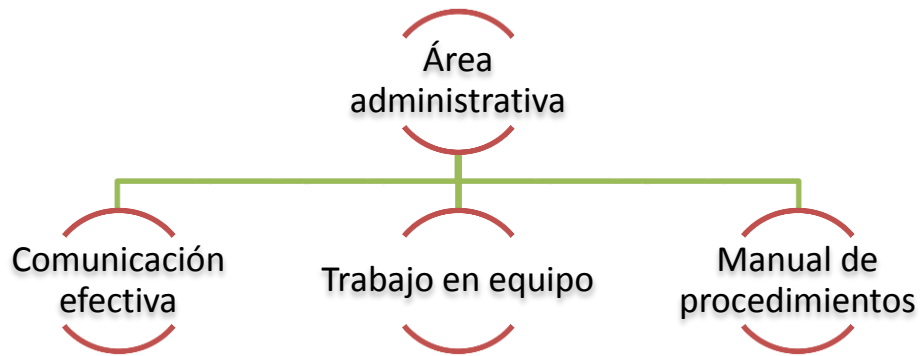 Área
administrativa
Comunicación
efectiva
Trabajo en equipo
Manual de
procedimientos